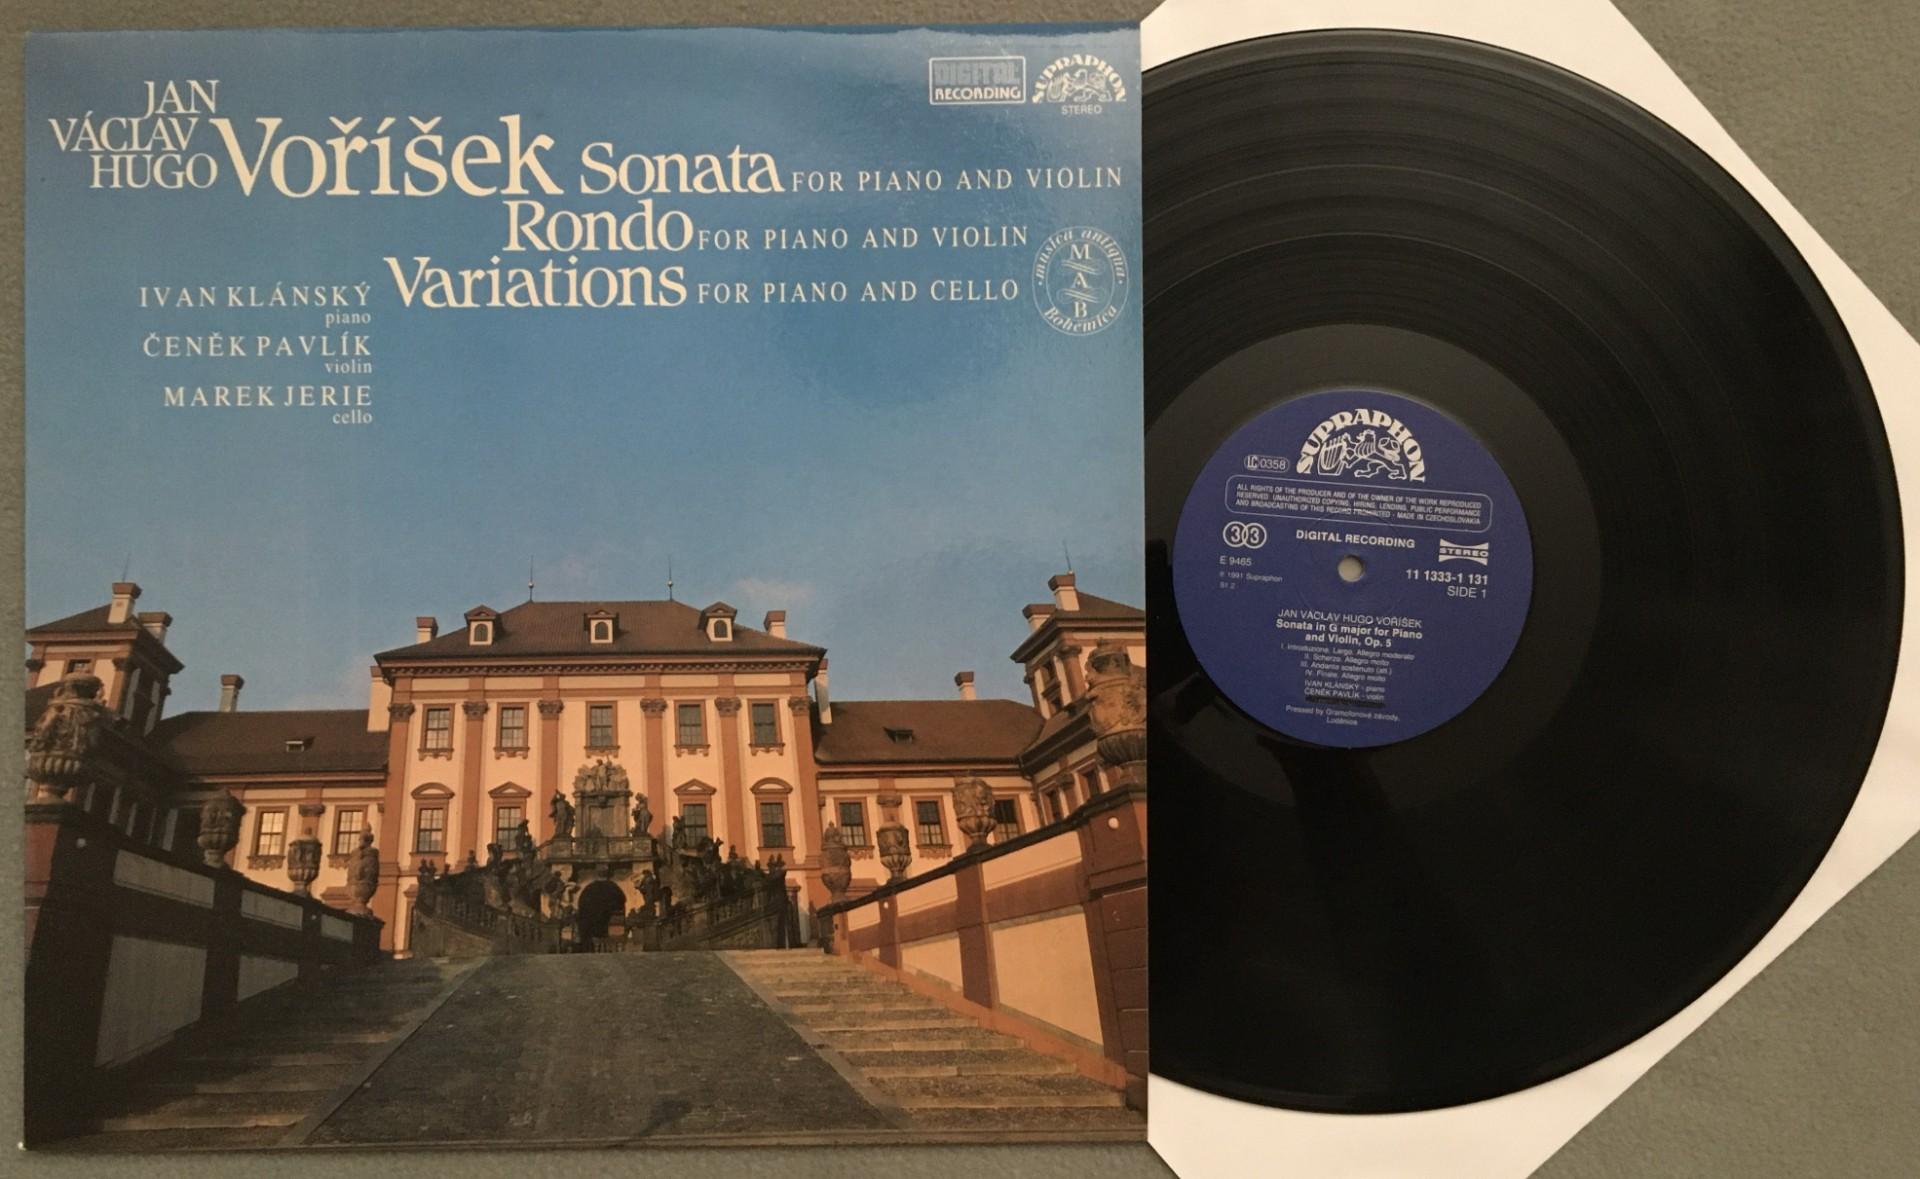 JAN
VÁCLAV
HUGO Voříšek Sonata FOR PIANO AND VIOLIN
Rondo FOR PIANO AND VIOLIN
Variations FOR PIANO AND CELLO
IVAN KLÁNSKÝ
piano
ČENĚK PAVLÍK
violin
MAREK JERIE
cello
DIGITAL
RECORDING
SUPRAPHON
STEREO
musica antiqua
M
A
B
Bohemica
SUPRAPHON
LC 0358
ALL RIGHTS OF THE PRODUCER AND OF THE OWNER OF THE WORK REPRODUCED
RESERVED. UNAUTHORIZED COPYING, HIRING, LENDING, PUBLIC PERFORMANCE
AND BROADCASTING OF THIS RECORD PROHIBITED - MADE IN CZECHOSLOVAKIA
33
DIGITAL RECORDING
STEREO
E 9465
℗ 1991 Supraphon
St 2
11 1333-1 131
SIDE 1
JAN VÁCLAV HUGO VOŘÍŠEK
Sonata in G major for Piano
and Violin, Op. 5
I. Introduzione. Largo. Allegro moderato
II. Scherzo. Allegro molto
III. Andante sostenuto (att.)
IV. Finale. Allegro molto
IVAN KLÁNSKÝ - piano
ČENĚK PAVLÍK - violin
Pressed by Gramofonové závody,
Loděnice